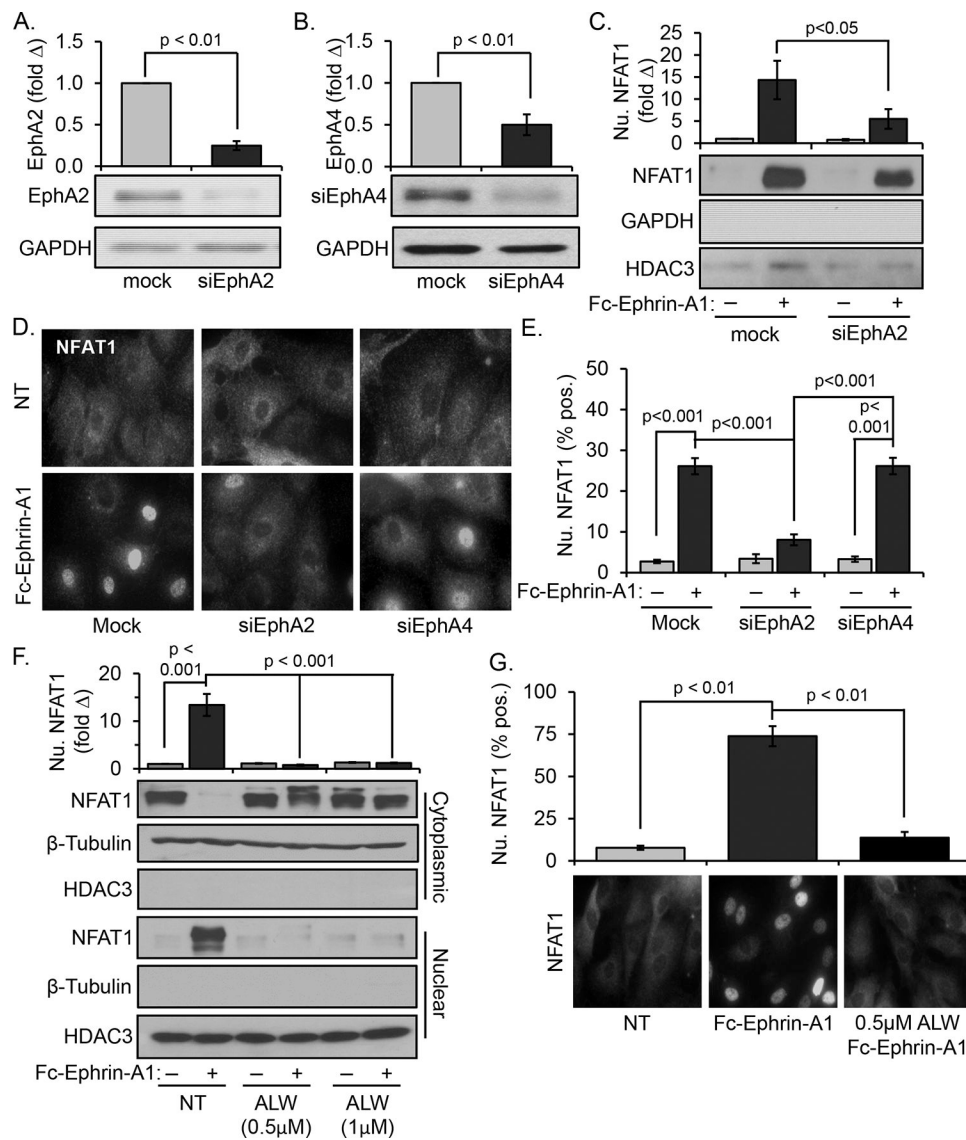 A.
p < 0.01
EphA2 (fold Δ)
1.5
1.0
0.5
0.0
EphA2
GAPDH
mock siEphA2
B.
p < 0.01
EphA4 (fold Δ)
1.5
1.0
0.5
0.0
siEphA4
GAPDH
mock siEphA4
C.
p<0.05
Nu. NFAT1
(fold Δ)
25
20
15
10
5
0
NFAT1
GAPDH
HDAC3
Fc-Ephrin-A1: – + – +
mock siEphA2
D.
NFAT1
NT
Fc-Ephrin-A1
Mock siEphA2 siEphA4
E.
Nu. NFAT1 (% pos.)
50
40
30
20
10
0
p<0.001
p<0.001
p<0.001
p<
0.001
Fc-Ephrin-A1: – + – + – +
Mock siEphA2 siEphA4
F.
p <
0.001
p < 0.001
Nu. NFAT1
(fold Δ)
20
10
0
NFAT1
β-Tubulin
HDAC3
Cytoplasmic
NFAT1
β-Tubulin
HDAC3
Nuclear
Fc-Ephrin-A1: – + – + – +
NT ALW ALW
(0.5μM) (1μM)
G.
Nu. NFAT1 (% pos.)
100
75
50
25
0
p < 0.01
p < 0.01
NFAT1
NT Fc-Ephrin-A1 0.5μM ALW
Fc-Ephrin-A1